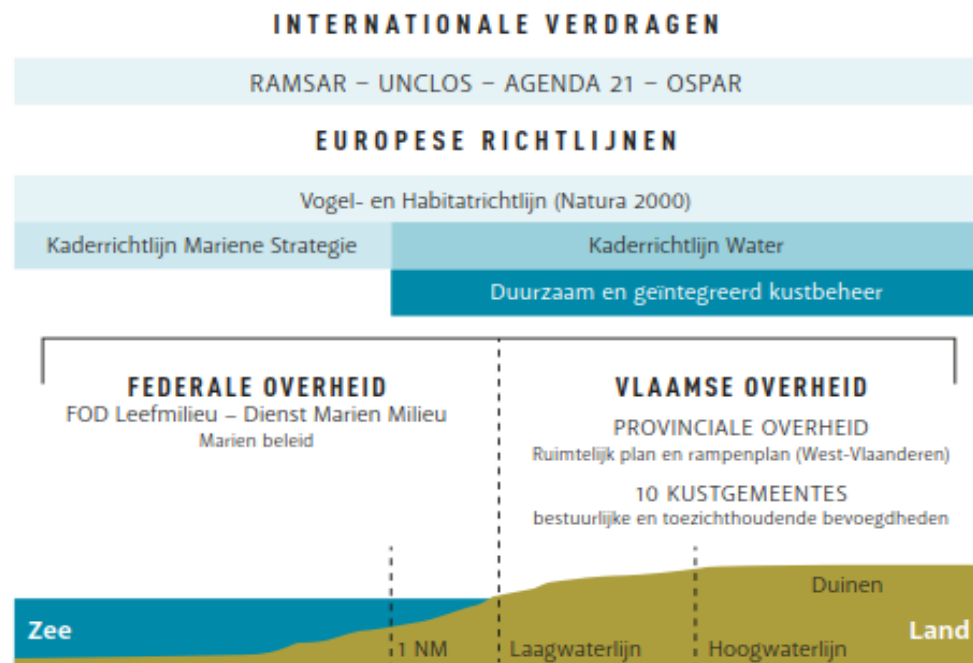 INTERNATIONALE VERDRAGEN
RAMSAR – UNCLOS – AGENDA 21 – OSPAR
EUROPESE RICHTLIJNEN
Vogel- en Habitatrichtlijn (Natura 2000)
Kaderrichtlijn Mariene Strategie
Kaderrichtlijn Water
Duurzaam en geïntegreerd kustbeheer
FEDERALE OVERHEID
FOD Leefmilieu – Dienst Marien Milieu
Marien beleid
VLAAMSE OVERHEID
PROVINCIALE OVERHEID
Ruimtelijk plan en rampenplan (West-Vlaanderen)
10 KUSTGEMEENTES
bestuurlijke en toezichthoudende bevoegdheden
Duinen
Zee
Land
1 NM
Laagwaterlijn
Hoogwaterlijn